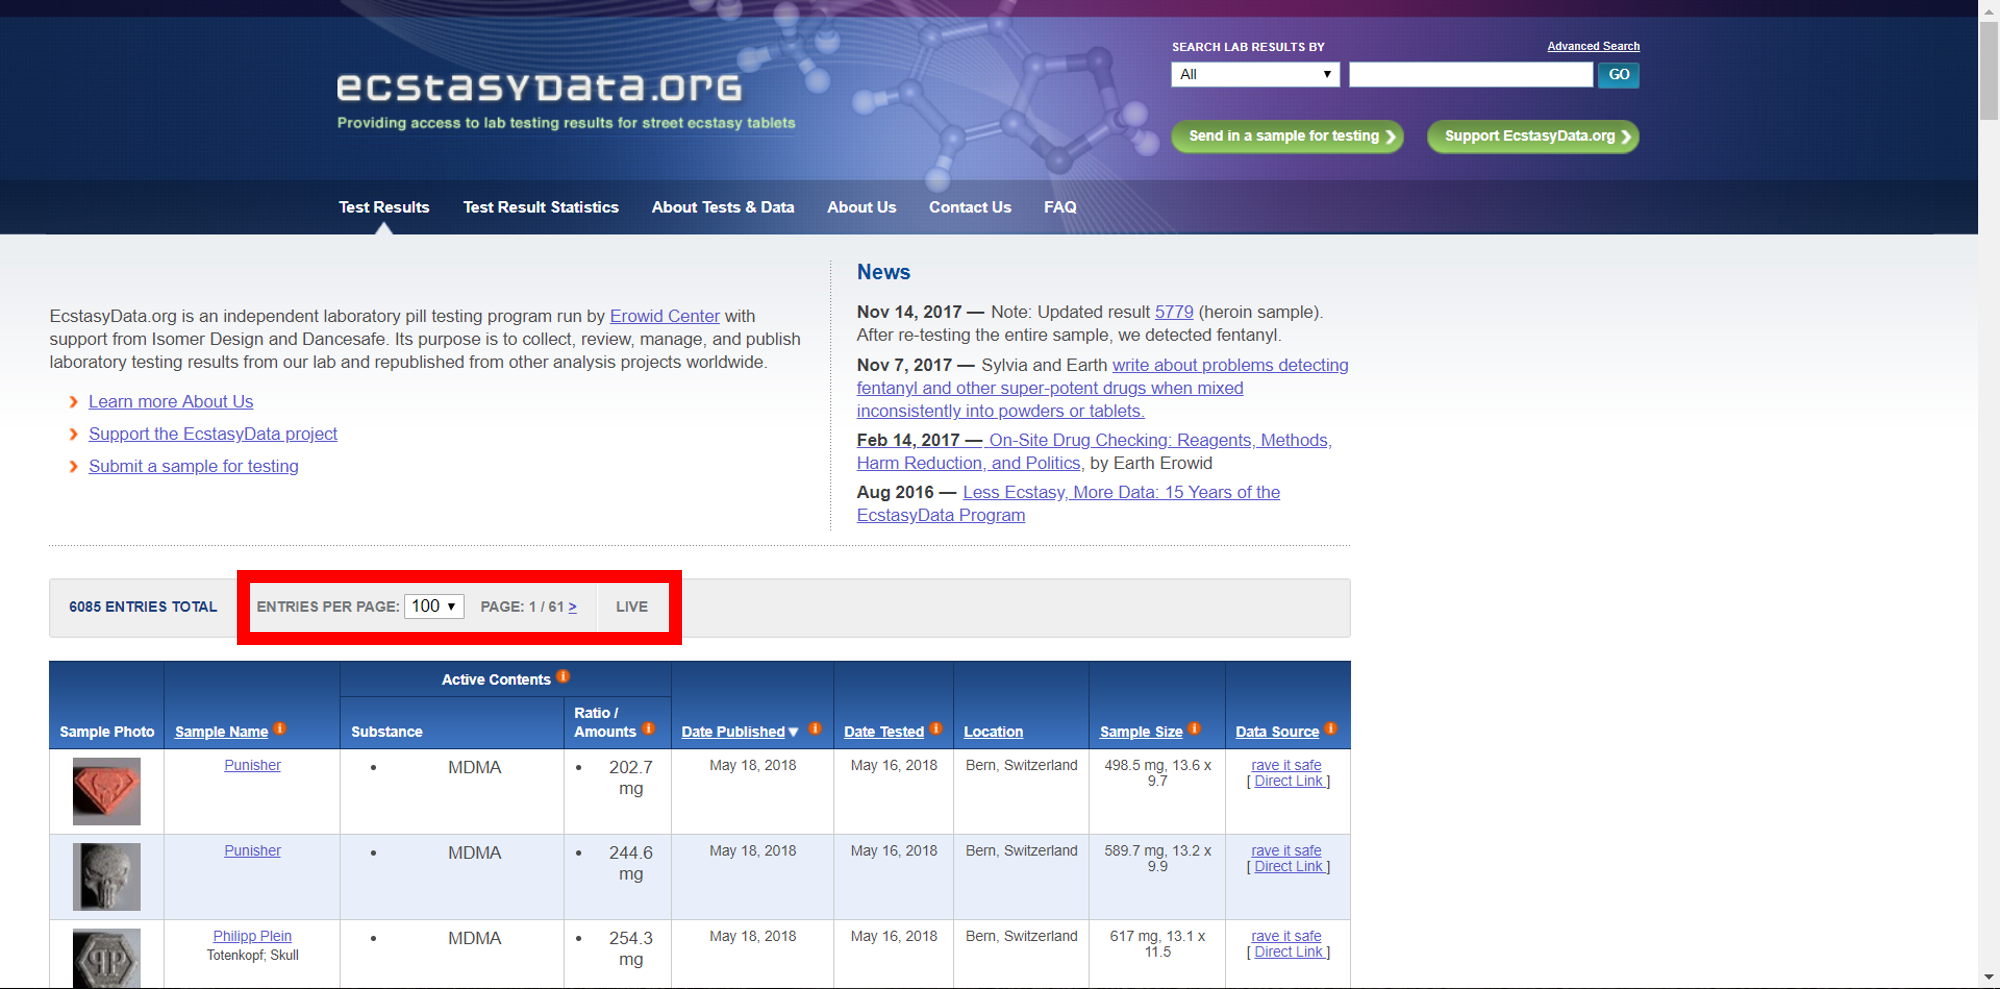 ecstasydata.org
Providing access to lab testing results for street ecstasy tablets
SEARCH LAB RESULTS BY
Advanced Search
All
GO
Send in a sample for testing
Support EcstasyData.org
Test Results
Test Result Statistics
About Tests & Data
About Us
Contact Us
FAQ
EcstasyData.org is an independent laboratory pill testing program run by Erowid Center with
support from Isomer Design and Dancesafe. Its purpose is to collect, review, manage, and publish
laboratory testing results from our lab and republished from other analysis projects worldwide.
Learn more About Us
Support the EcstasyData project
Submit a sample for testing
News
Nov 14, 2017 — Note: Updated result 5779 (heroin sample).
After re-testing the entire sample, we detected fentanyl.
Nov 7, 2017 — Sylvia and Earth write about problems detecting
fentanyl and other super-potent drugs when mixed
inconsistently into powders or tablets.
Feb 14, 2017 — On-Site Drug Checking: Reagents, Methods,
Harm Reduction, and Politics, by Earth Erowid
Aug 2016 — Less Ecstasy, More Data: 15 Years of the
EcstasyData Program
6085 ENTRIES TOTAL
ENTRIES PER PAGE: 100
PAGE: 1 / 61 >
LIVE
Active Contents
Sample Photo
Sample Name
Substance
Ratio /
Amounts
Date Published
Date Tested
Location
Sample Size
Data Source
Punisher
• MDMA
• 202.7
mg
May 18, 2018
May 16, 2018
Bern, Switzerland
498.5 mg, 13.6 x
9.7
rave it safe
[ Direct Link ]
Punisher
• MDMA
• 244.6
mg
May 18, 2018
May 16, 2018
Bern, Switzerland
589.7 mg, 13.2 x
9.9
rave it safe
[ Direct Link ]
Philipp Plein
Totenkopf; Skull
• MDMA
• 254.3
mg
May 18, 2018
May 16, 2018
Bern, Switzerland
617 mg, 13.1 x
11.5
rave it safe
[ Direct Link ]